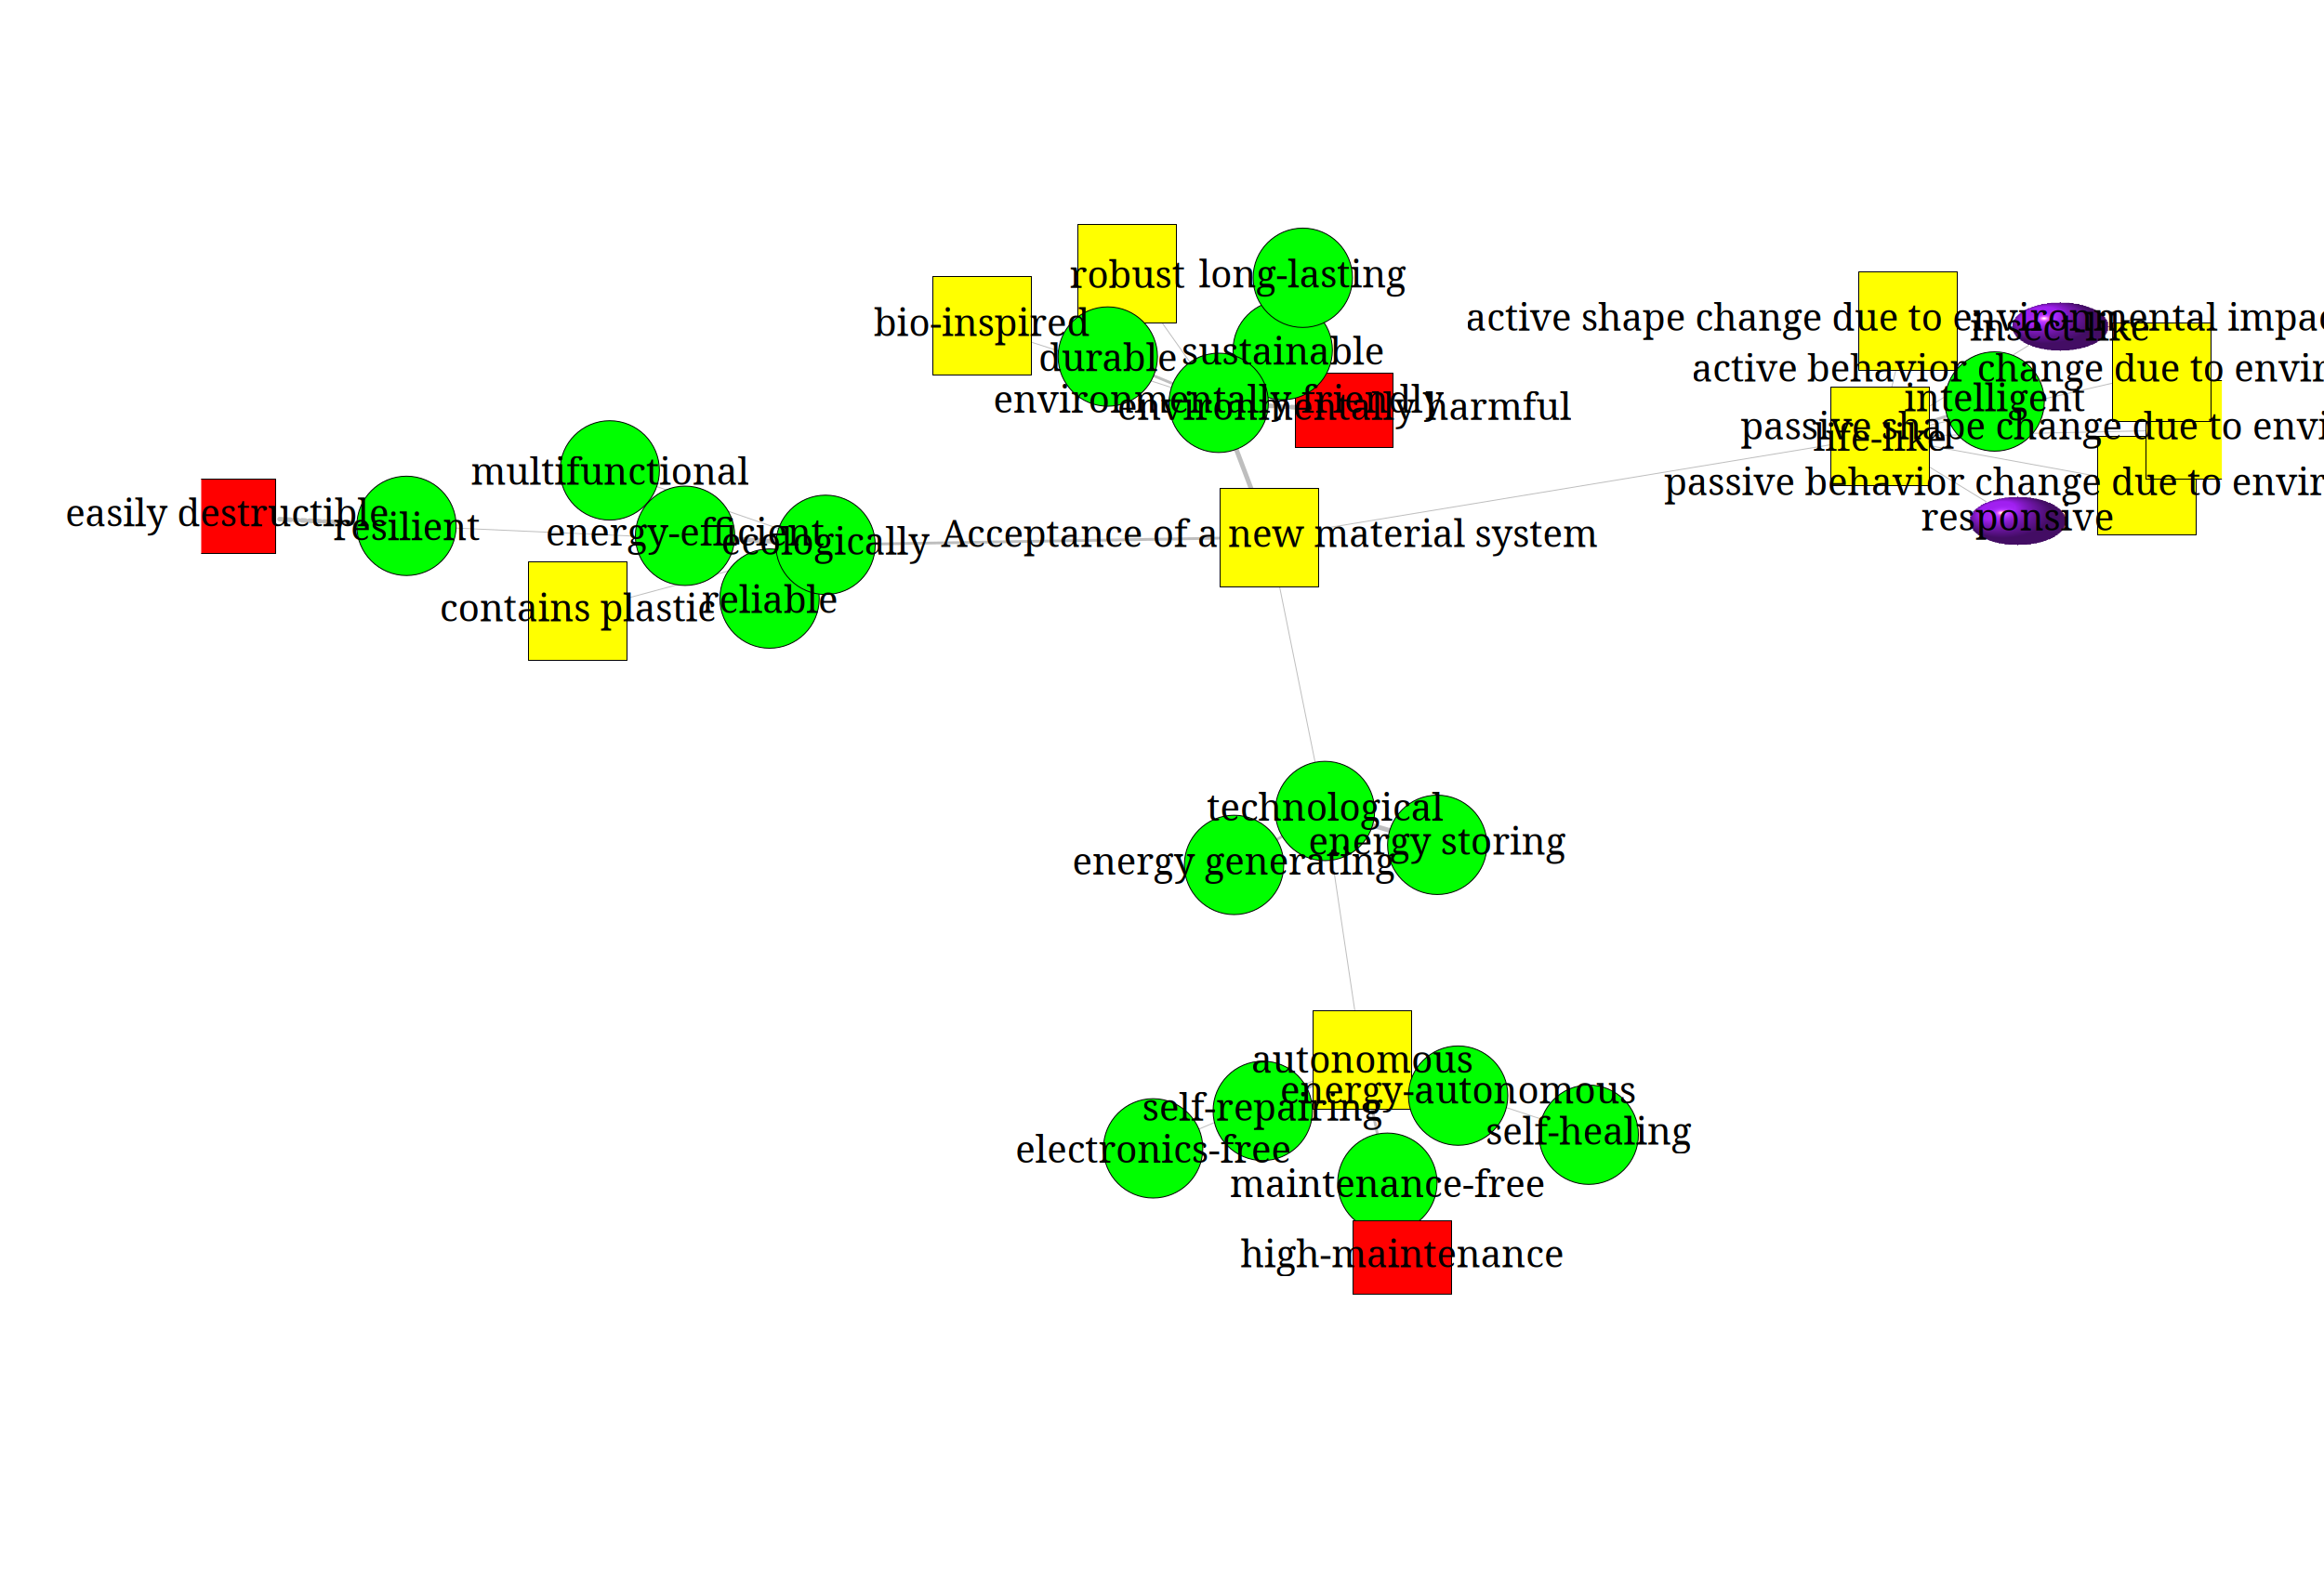 robust
long-lasting
bio-inspired
durable
sustainable
environmentally friendly
environmentally harmful
active shape change due to environmental impac
insect-like
active behavior change due to envir
intelligent
passive shape change due to envi
life-like
passive behavior change due to envir
responsive
multifunctional
easily destructible
resilient
energy-efficient
ecologically
Acceptance of a new material system
contains plastic
reliable
technological
energy storing
energy generating
autonomous
energy-autonomous
self-repairing
self-healing
electronics-free
maintenance-free
high-maintenance